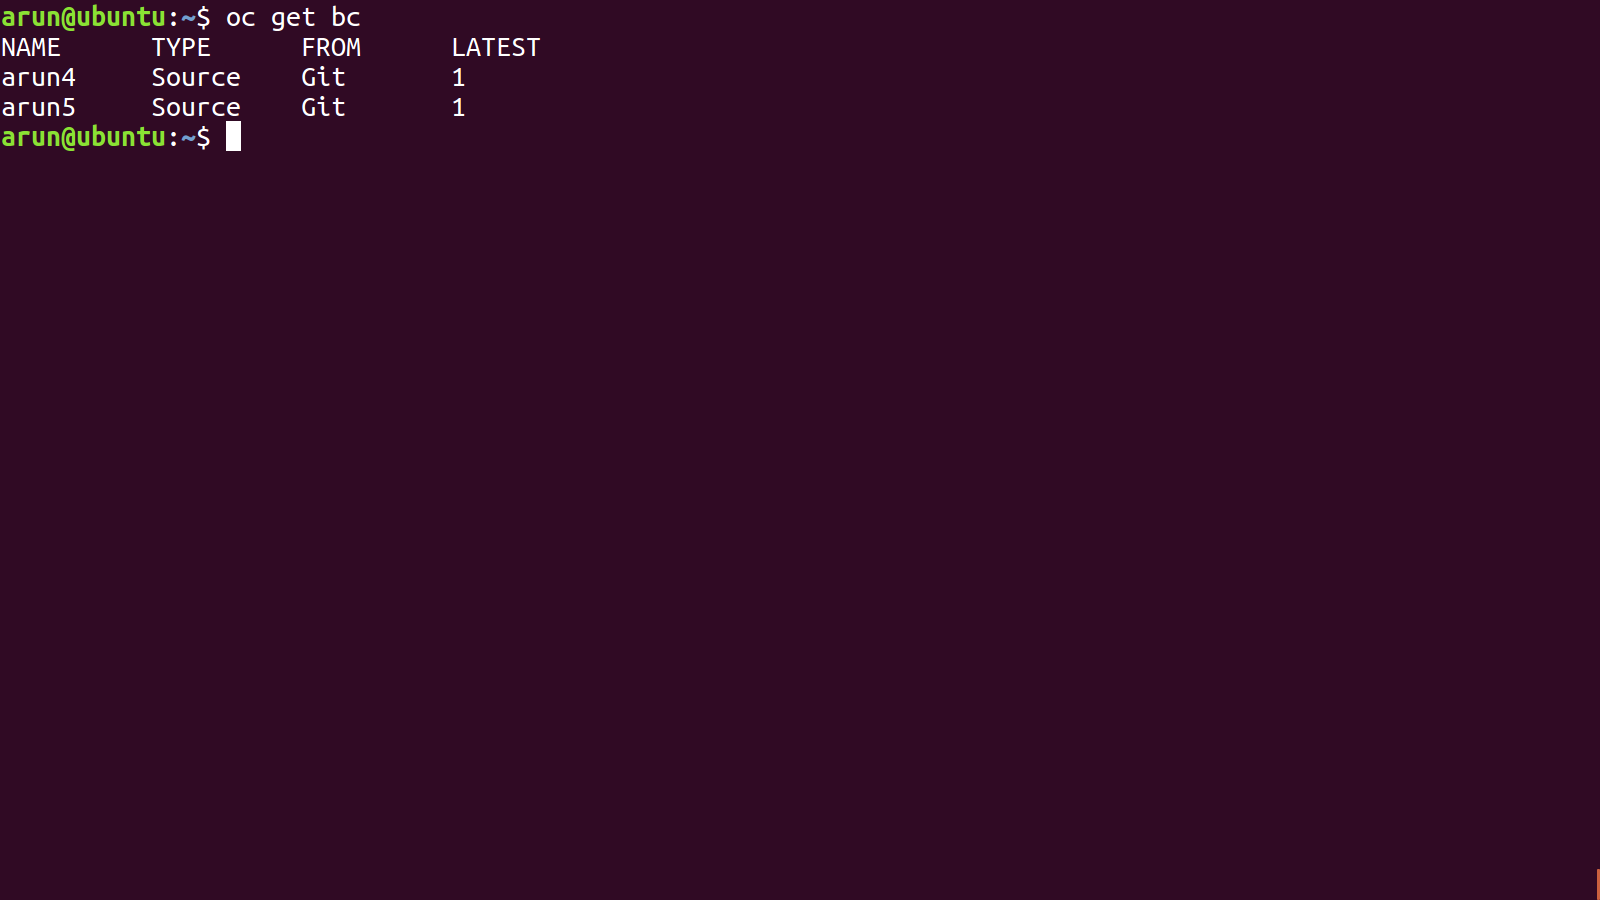 arun@ubuntu:~$ oc get bc
NAME      TYPE      FROM      LATEST
arun4     Source    Git       1
arun5     Source    Git       1
arun@ubuntu:~$